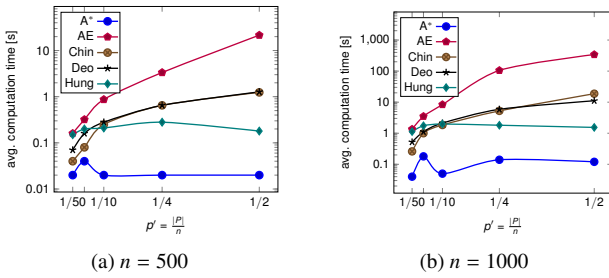 A*
AE
Chin
Deo
Hung
10
1
0.1
0.01
avg. computation time [s]
1/50
1/10
1/4
1/2
p′ = |P|/n
(a) n = 500
A*
AE
Chin
Deo
Hung
1,000
100
10
1
0.1
avg. computation time [s]
1/50
1/10
1/4
1/2
p′ = |P|/n
(b) n = 1000